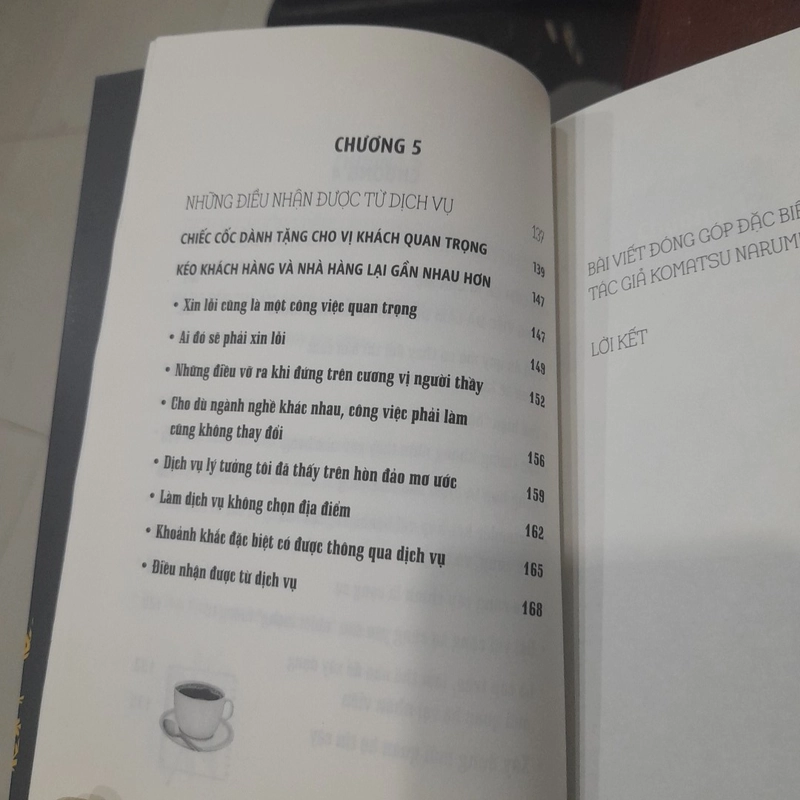 CHƯƠNG 5
NHỮNG ĐIỀU NHẬN ĐƯỢC TỪ DỊCH VỤ 137
CHIẾC CỐC DÀNH TẶNG CHO VỊ KHÁCH QUAN TRỌNG 139
KÉO KHÁCH HÀNG VÀ NHÀ HÀNG LẠI GẦN NHAU HƠN 147
• Xin lỗi cũng là một công việc quan trọng 147
• Ai đó sẽ phải xin lỗi 149
• Những điều vỡ ra khi đứng trên cương vị người thầy 152
• Cho dù ngành nghề khác nhau, công việc phải làm
cũng không thay đổi 156
• Dịch vụ lý tưởng tôi đã thấy trên hòn đảo mơ ước 159
• Làm dịch vụ không chọn địa điểm 162
• Khoảnh khắc đặc biệt có được thông qua dịch vụ 165
• Điều nhận được từ dịch vụ 168
BÀI VIẾT ĐÓNG GÓP ĐẶC
TÁC GIẢ KOMATSU
LỜI KẾT